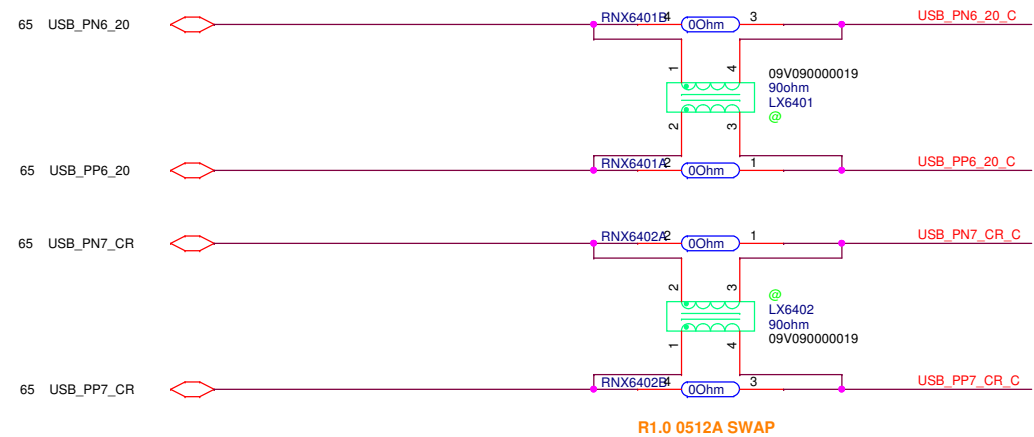 65 USB_PN6_20 RNX6401B 4 0Ohm 3 USB_PN6_20_C
1 4
09V090000019
90ohm
LX6401
@
2 3
65 USB_PP6_20 RNX6401A 2 0Ohm 1 USB_PP6_20_C
65 USB_PN7_CR RNX6402A 2 0Ohm 1 USB_PN7_CR_C
2 3
@
LX6402
90ohm
09V090000019
1 4
65 USB_PP7_CR RNX6402B 4 0Ohm 3 USB_PP7_CR_C
R1.0 0512A SWAP